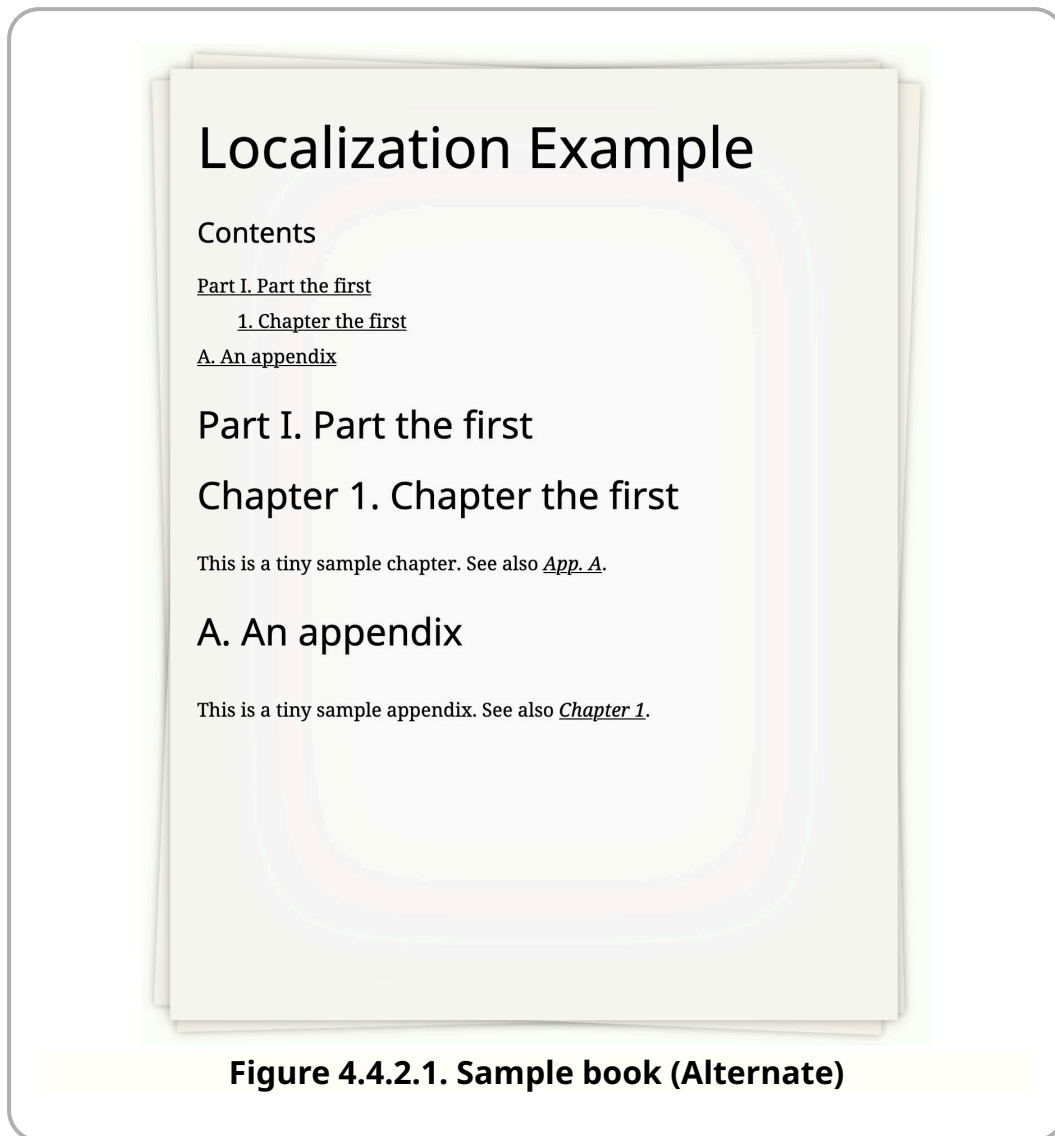 Localization Example
Contents
Part I. Part the first
1. Chapter the first
A. An appendix
Part I. Part the first
Chapter 1. Chapter the first
This is a tiny sample chapter. See also App. A.
A. An appendix
This is a tiny sample appendix. See also Chapter 1.
Figure 4.4.2.1. Sample book (Alternate)